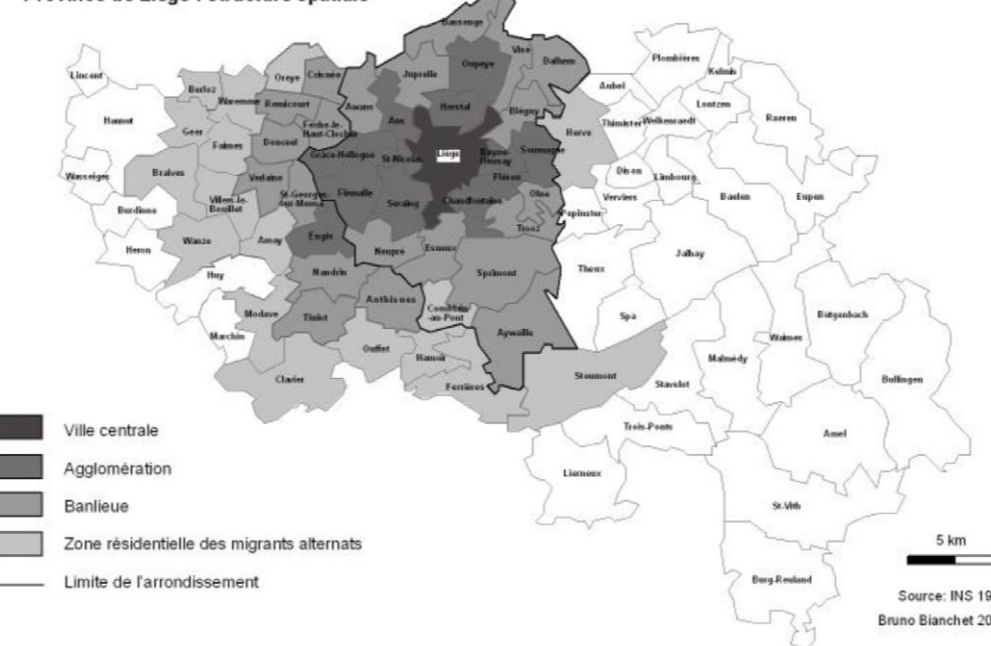 Province de Liège : structure spatiale
Bassenge
Lincent
Plombières
Kelmis
Visé
Dalhem
Oupeye
Juprelle
Oreye
Crisnée
Berloz
Waremme
Remicourt
Aubel
Lontzen
Hannut
Awans
Herstal
Blégny
Raeren
Ans
Thimister
Welkenraedt
Herve
Geer
Faimes
Fexhe-le-
Haut-Clocher
Donceel
Grâce-Hollogne
St-Nicolas
Liège
Beyne-
Heusay
Soumagne
Wasseiges
Braives
Verlaine
Fléron
Dison
Limbourg
St-Georges-
sur-Meuse
Flémalle
Seraing
Chaudfontaine
Olne
Verviers
Baelen
Eupen
Burdinne
Villers-le-
Bouillet
Pepinster
Trooz
Wanze
Amay
Engis
Heron
Neupré
Esneux
Jalhay
Huy
Nandrin
Sprimont
Theux
Modave
Tinlot
Anthisnes
Comblain
-au-Pont
Spa
Butgenbach
Marchin
Aywaille
Waimes
Ouffet
Hamoir
Malmédy
Clavier
Ferrières
Stoumont
Stavelot
Bullingen
Trois-Ponts
Amel
Lierneux
St-Vith
Burg-Reuland
Ville centrale
Agglomération
Banlieue
Zone résidentielle des migrants alternats
Limite de l'arrondissement
5 km
Source: INS 19
Bruno Bianchet 20